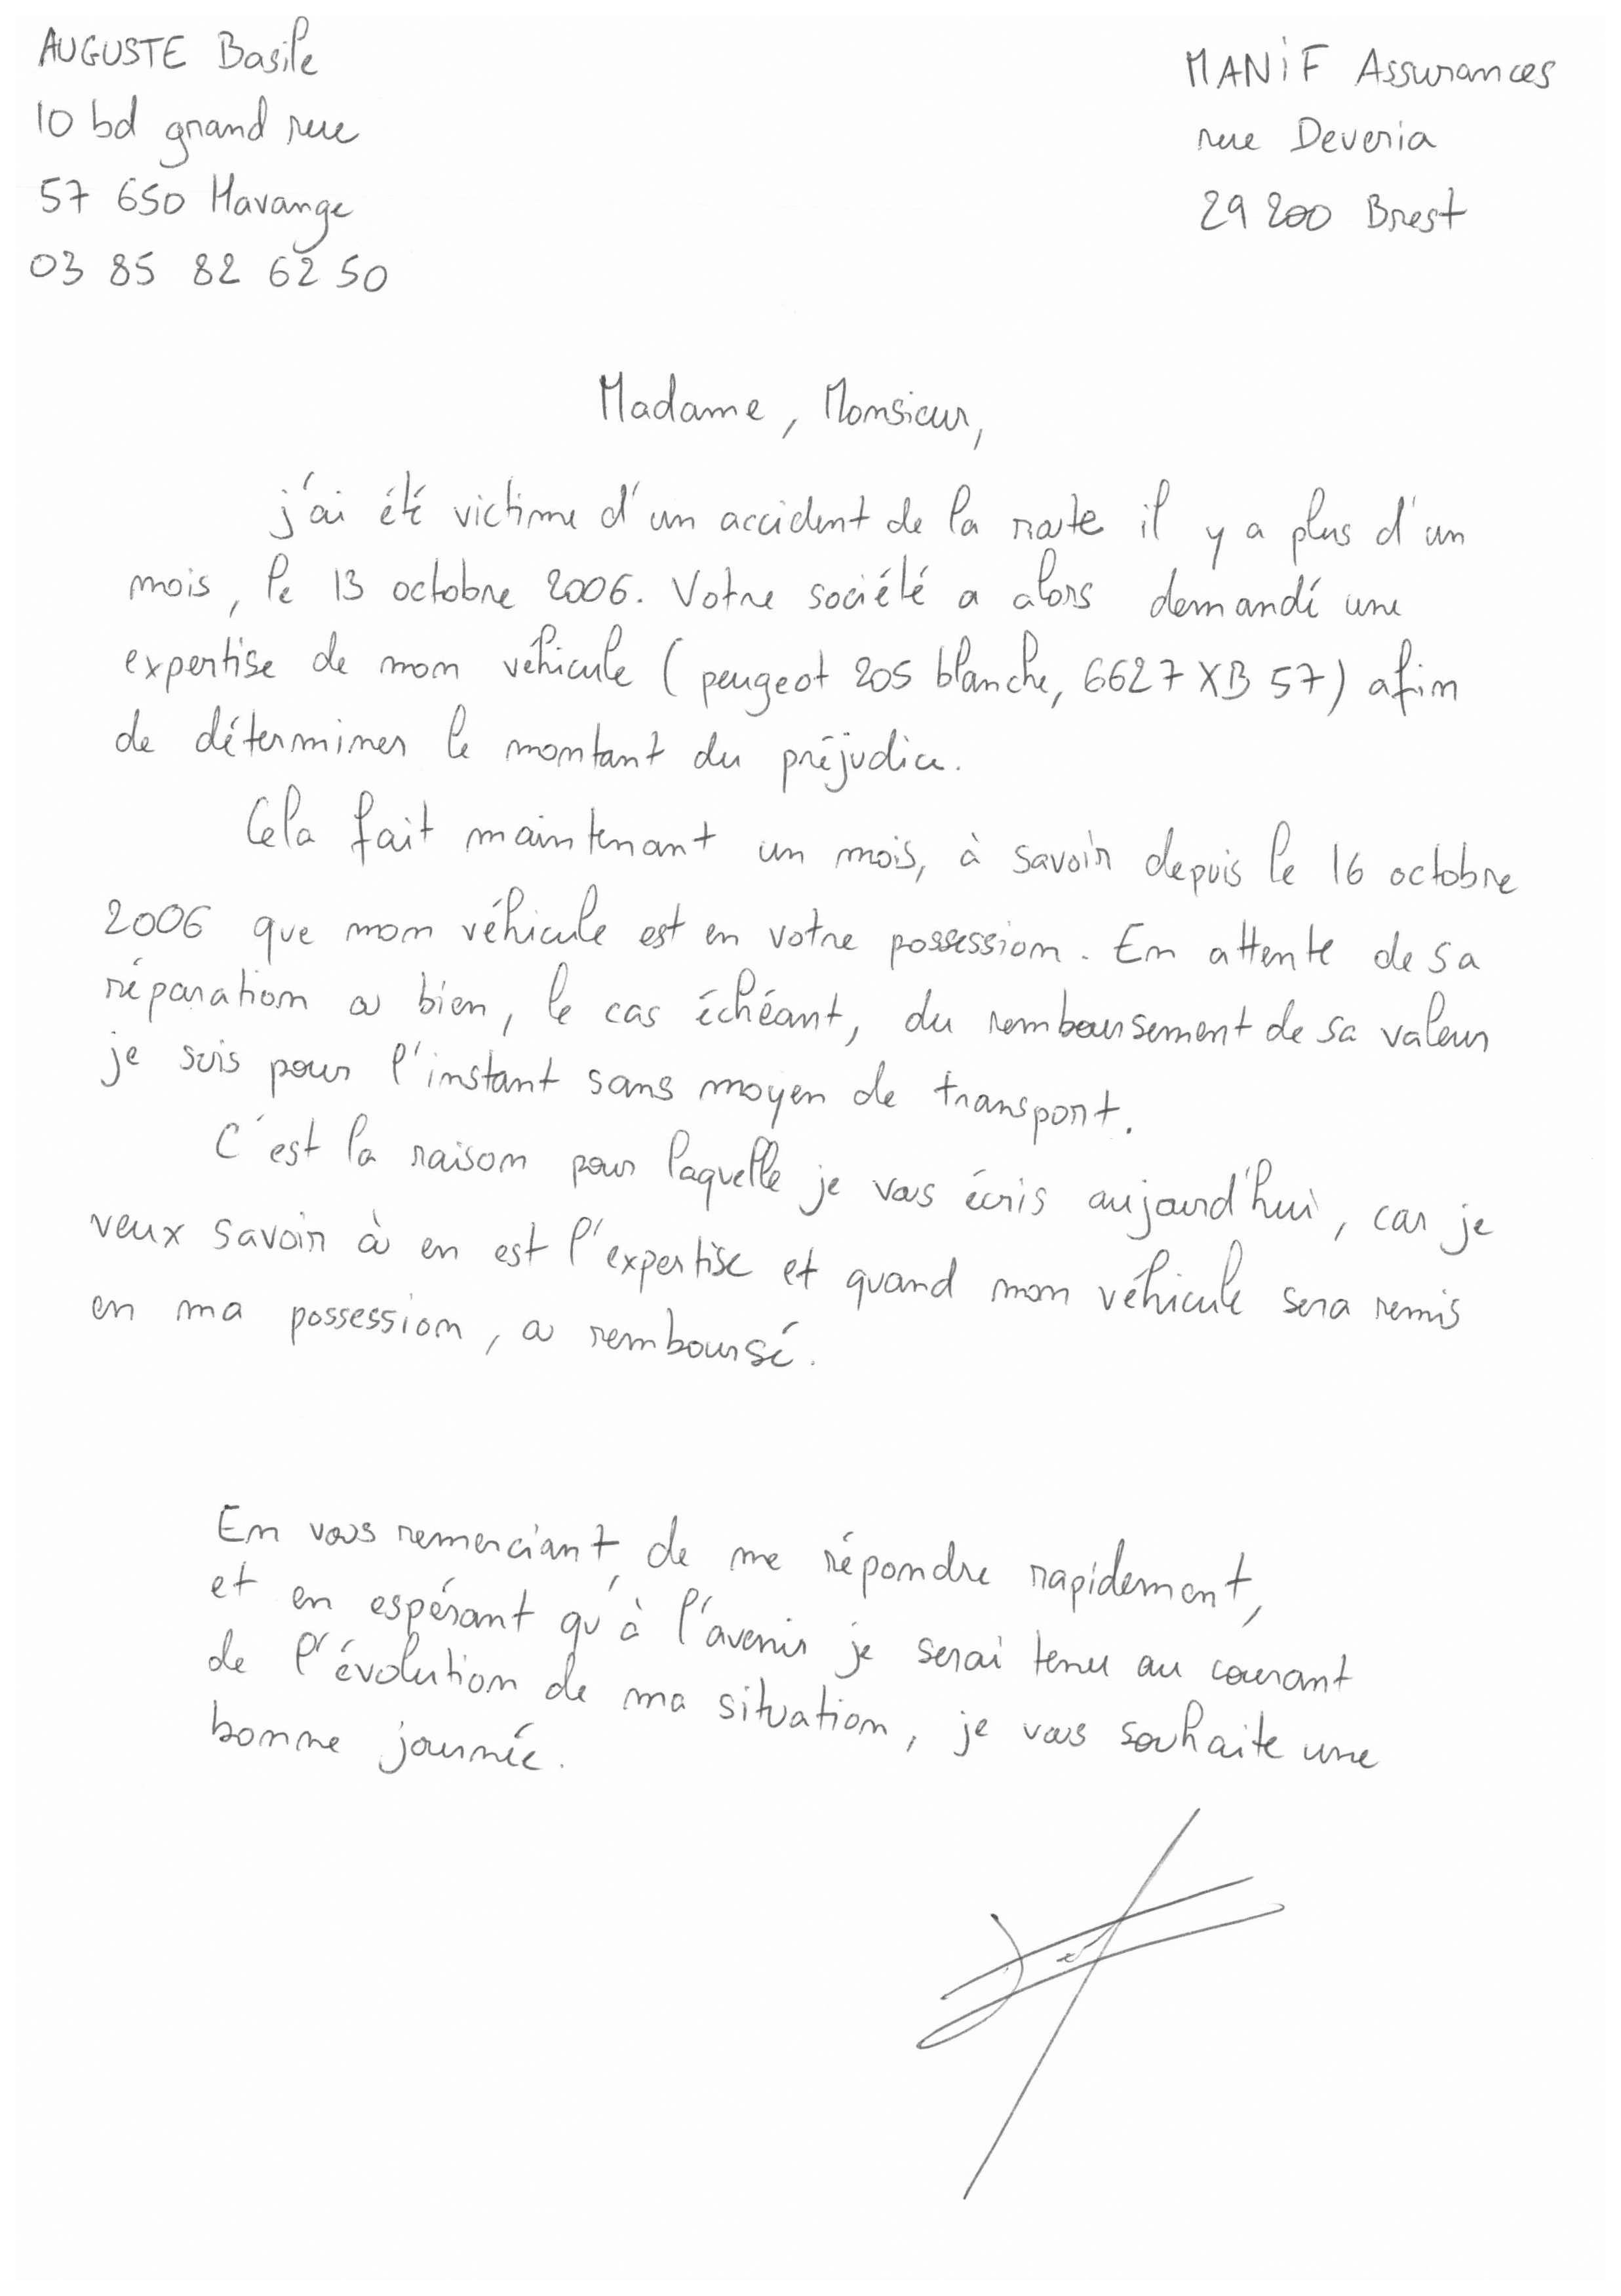 AUGUSTE Basile
10 bd grand rue
57 650 Havange
03 85 82 62 50
MANiF Assurances
rue Deveria
29 200 Brest
Madame, Monsieur,
j'ai été victime d'un accident de la route il y a plus d'un
mois, le 13 octobre 2006. Votre société a alors demandé une
expertise de mon véhicule (peugeot 205 blanche, 6627 XB 57) afin
de déterminer le montant du préjudice.
Cela fait maintenant un mois, à savoir depuis le 16 octobre
2006 que mon véhicule est en votre possession. En attente de sa
réparation ou bien, le cas échéant, du remboursement de sa valeur
je suis pour l'instant sans moyen de transport.
C'est la raison pour laquelle je vous écris aujourd'hui, car je
veux savoir où en est l'expertise et quand mon véhicule sera remis
en ma possession, ou remboursé.
En vous remerciant, de me répondre rapidement,
et en espérant qu'à l'avenir je serai tenu au courant
de l'évolution de ma situation, je vous souhaite une
bonne journée.